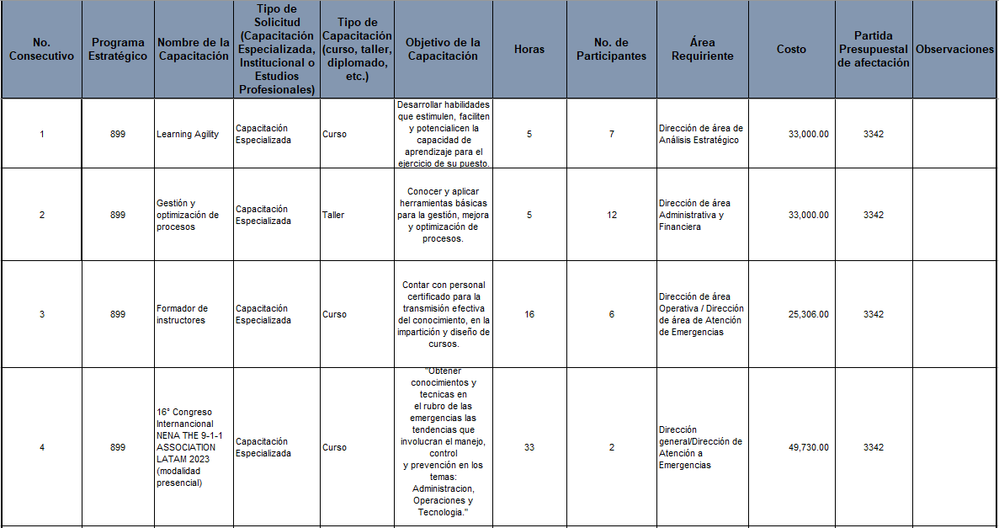 No.
Consecutivo
Programa
Estratégico
Nombre de la
Capacitación
Tipo de
Solicitud
(Capacitación
Especializada,
Institucional o
Estudios
Profesionales)
Tipo de
Capacitación
(curso, taller,
diplomado,
etc.)
Objetivo de la
Capacitación
Horas
No. de
Participantes
Área
Requiriente
Costo
Partida
Presupuestal
de afectación
Observaciones
1
899
Learning Agility
Capacitación
Especializada
Curso
Desarrollar habilidades
que estimulen, faciliten
y potencialicen la
capacidad de
aprendizaje para el
ejercicio de su puesto.
5
7
Dirección de área de
Análisis Estratégico
33,000.00
3342
2
899
Gestión y
optimización de
procesos
Capacitación
Especializada
Taller
Conocer y aplicar
herramientas básicas
para la gestión, mejora
y optimización de
procesos.
5
12
Dirección de área
Administrativa y
Financiera
33,000.00
3342
3
899
Formador de
instructores
Capacitación
Especializada
Curso
Contar con personal
certificado para la
transmisión efectiva
del conocimiento, en la
impartición y diseño de
cursos.
16
6
Dirección de área
Operativa / Dirección
de área de Atención
de Emergencias
25,306.00
3342
4
899
16° Congreso
Internancional
NENA THE 9-1-1
ASSOCIATION
LATAM 2023
(modalidad
presencial)
Capacitación
Especializada
Curso
"Obtener
conocimientos y
tecnicas en
el rubro de las
emergencias las
tendencias que
involucran el manejo,
control
y prevención en los
temas:
Administracion,
Operaciones y
Tecnologia."
33
2
Dirección
general/Dirección de
Atención a
Emergencias
49,730.00
3342